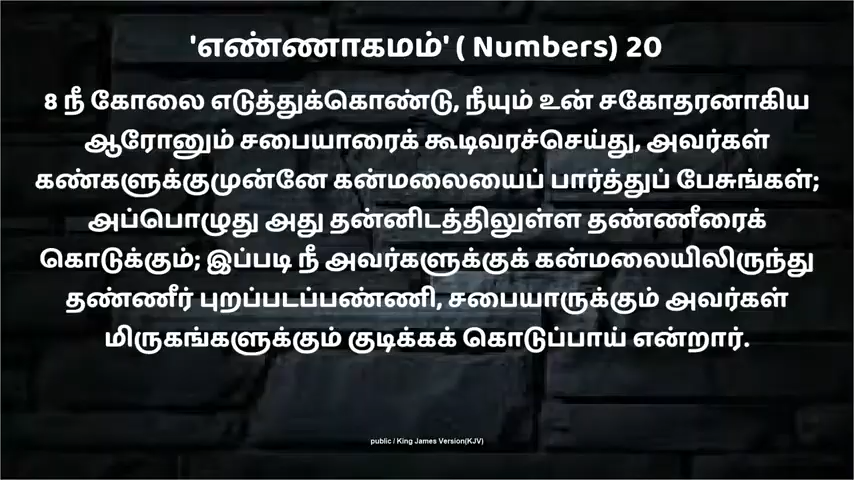 'எண்ணாகமம்' ( Numbers) 20
8 நீ கோலை எடுத்துக்கொண்டு, நீயும் உன் சகோதரனாகிய
ஆரோனும் சபையாரைக் கூடிவரச்செய்து, அவர்கள்
கண்களுக்குமுன்னே கன்மலையைப் பார்த்துப் பேசுங்கள்;
அப்பொழுது அது தன்னிடத்திலுள்ள தண்ணீரைக்
கொடுக்கும்; இப்படி நீ அவர்களுக்குக் கன்மலையிலிருந்து
தண்ணீர் புறப்படப்பண்ணி, சபையாருக்கும் அவர்கள்
மிருகங்களுக்கும் குடிக்கக் கொடுப்பாய் என்றார்.
public / King James Version(KJV)